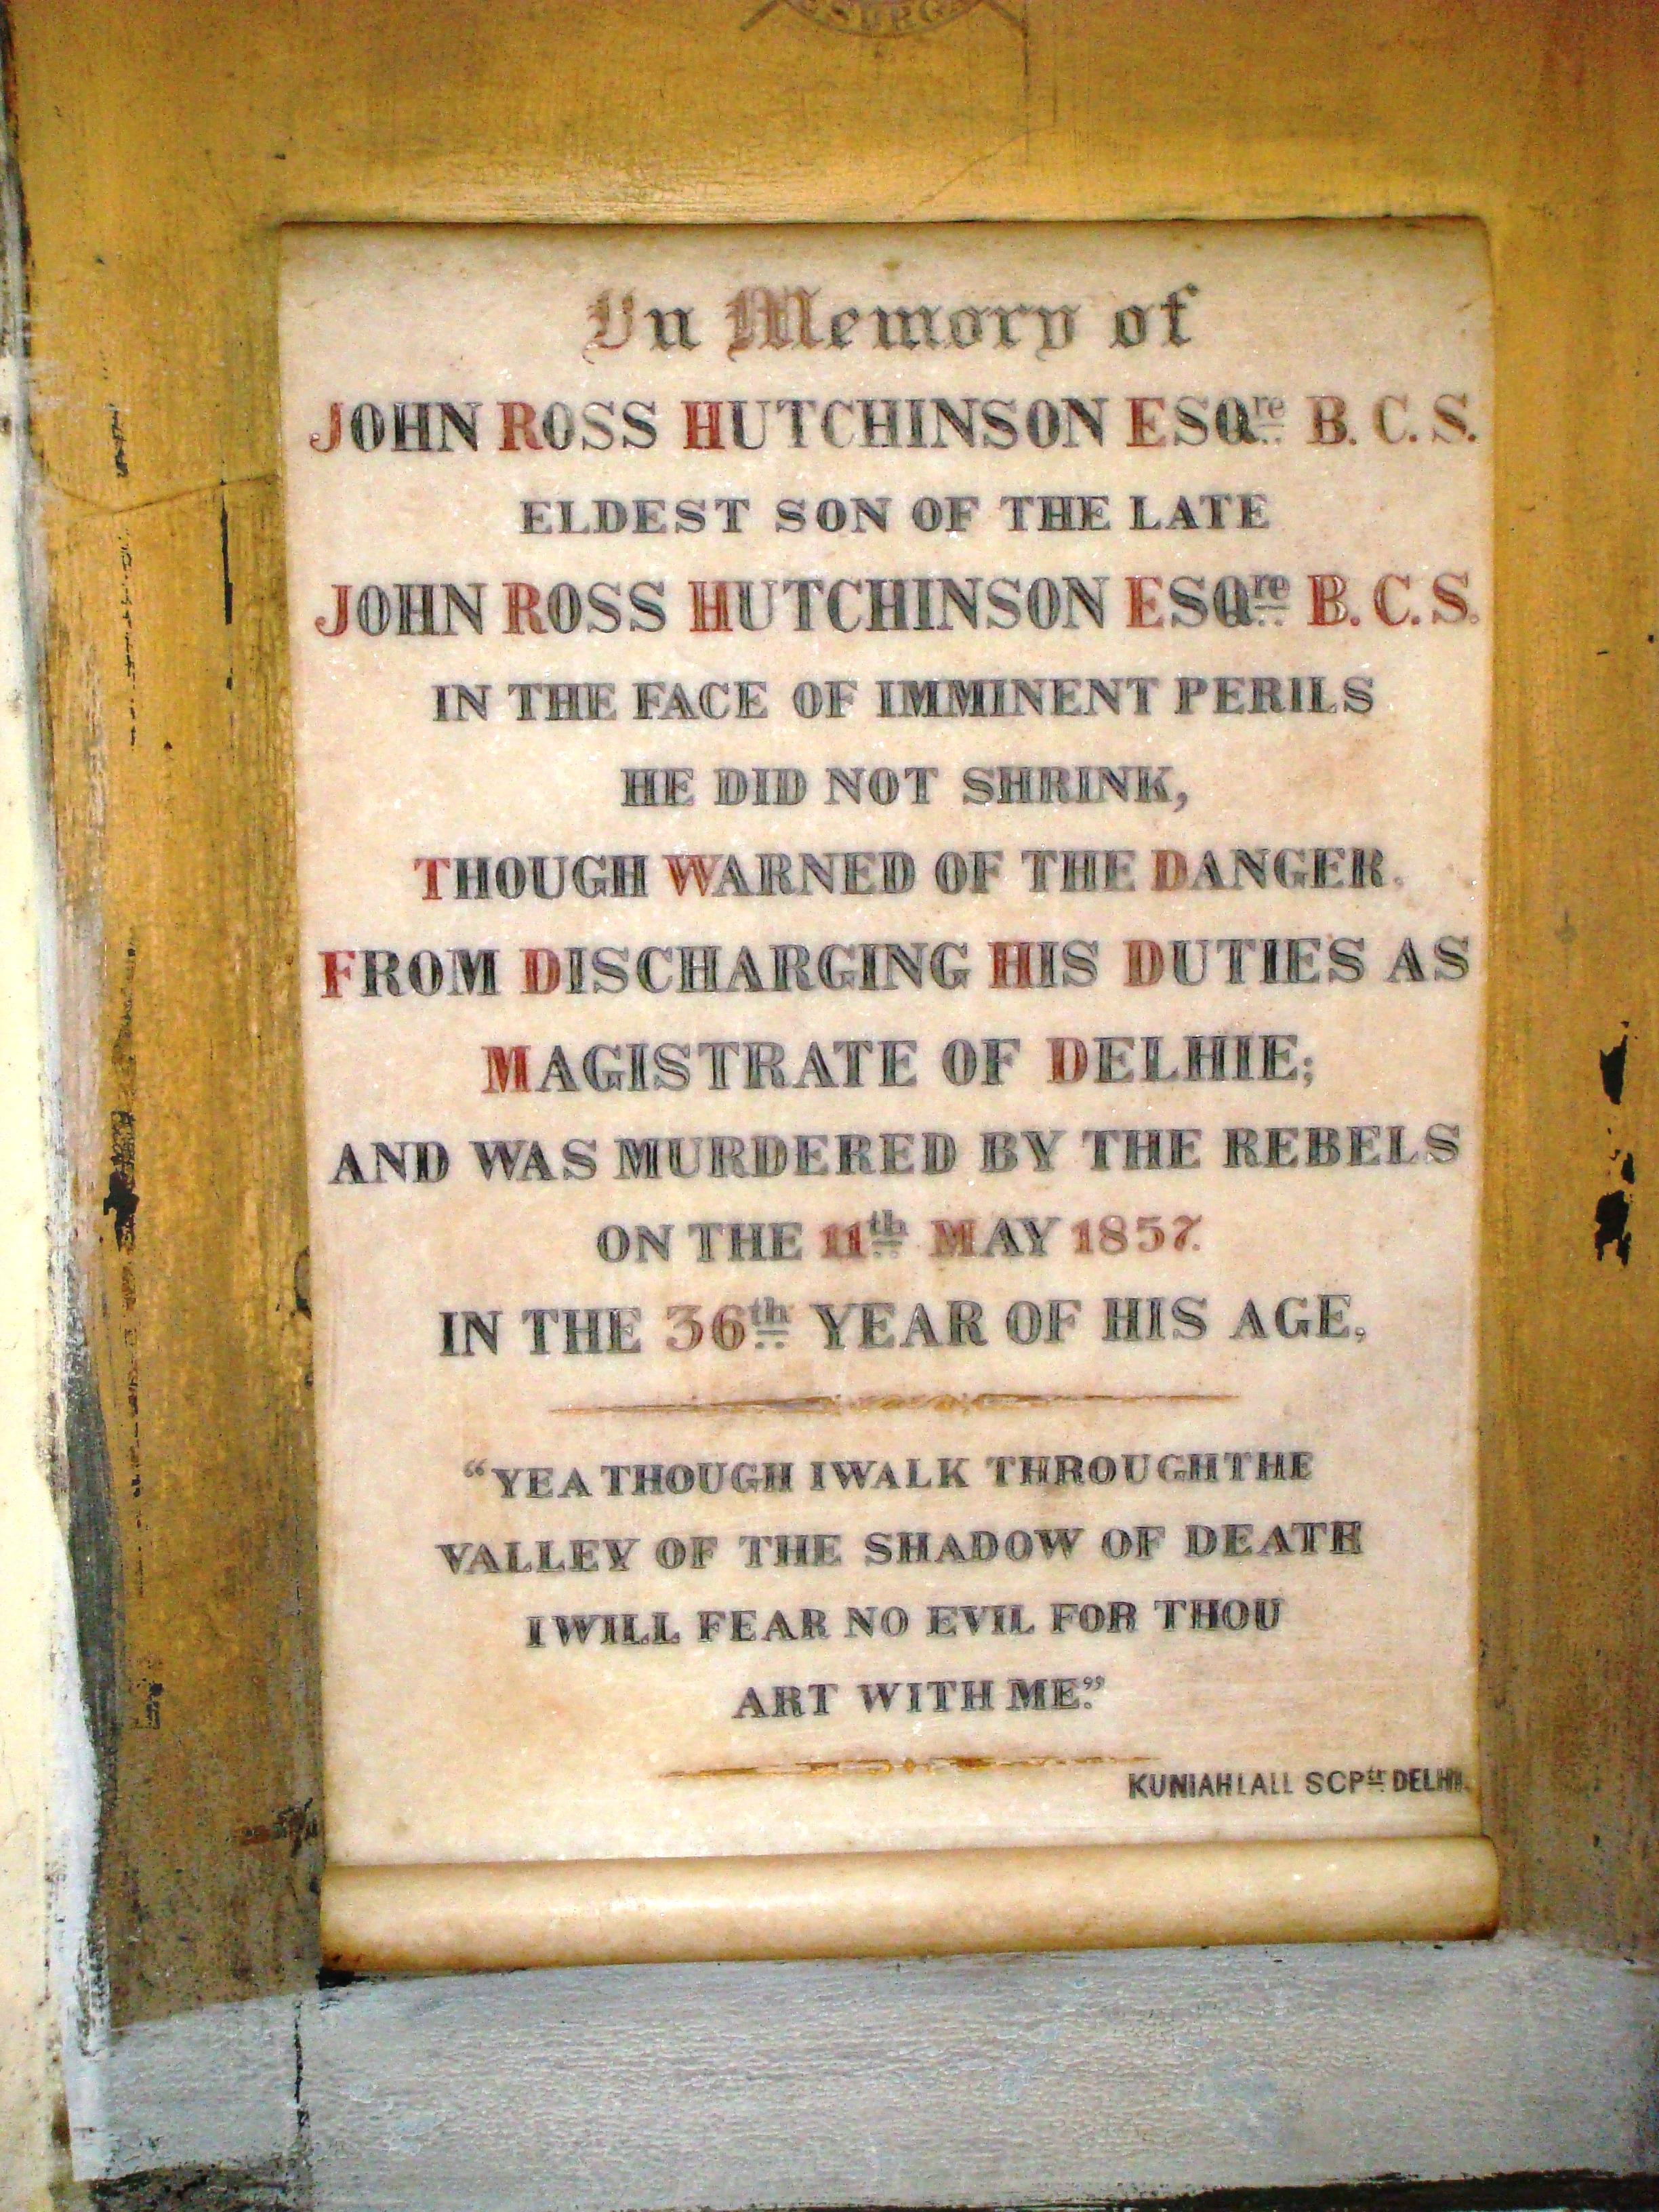 In Memory of
JOHN ROSS HUTCHINSON ESQre B. C. S.
ELDEST SON OF THE LATE
JOHN ROSS HUTCHINSON ESQre B. C. S.
IN THE FACE OF IMMINENT PERILS
HE DID NOT SHRINK,
THOUGH WARNED OF THE DANGER.
FROM DISCHARGING HIS DUTIES AS
MAGISTRATE OF DELHIE;
AND WAS MURDERED BY THE REBELS
ON THE 11th MAY 1857.
IN THE 36th YEAR OF HIS AGE.
“YEA THOUGH I WALK THROUGH THE
VALLEY OF THE SHADOW OF DEATH
I WILL FEAR NO EVIL FOR THOU
ART WITH ME.”
KUNIAHLALL SCPtr DELHI.